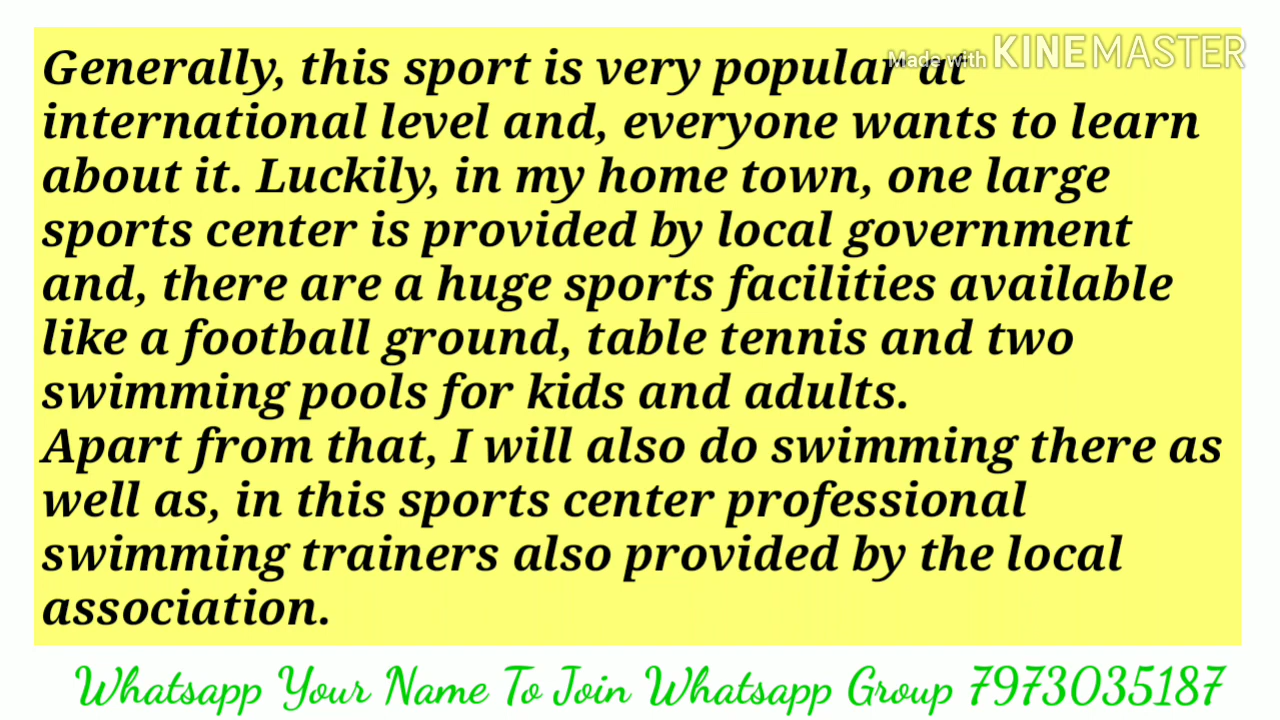 Generally, this sport is very popular at
Made with KINEMASTER
international level and, everyone wants to learn
about it. Luckily, in my home town, one large
sports center is provided by local government
and, there are a huge sports facilities available
like a football ground, table tennis and two
swimming pools for kids and adults.
Apart from that, I will also do swimming there as
well as, in this sports center professional
swimming trainers also provided by the local
association.
Whatsapp Your Name To Join Whatsapp Group 7973035187